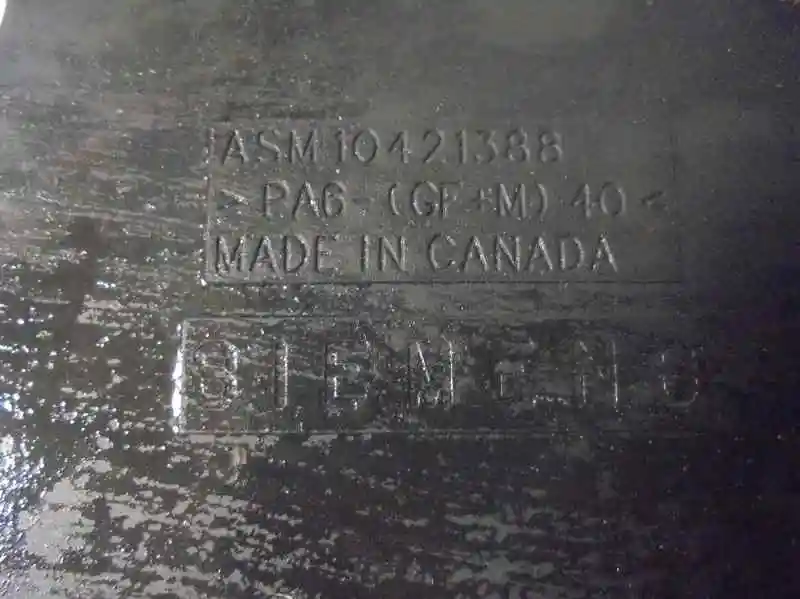 ASM 10421388
>PA6-(GF+M) 40<
MADE IN CANADA
SIEMENS